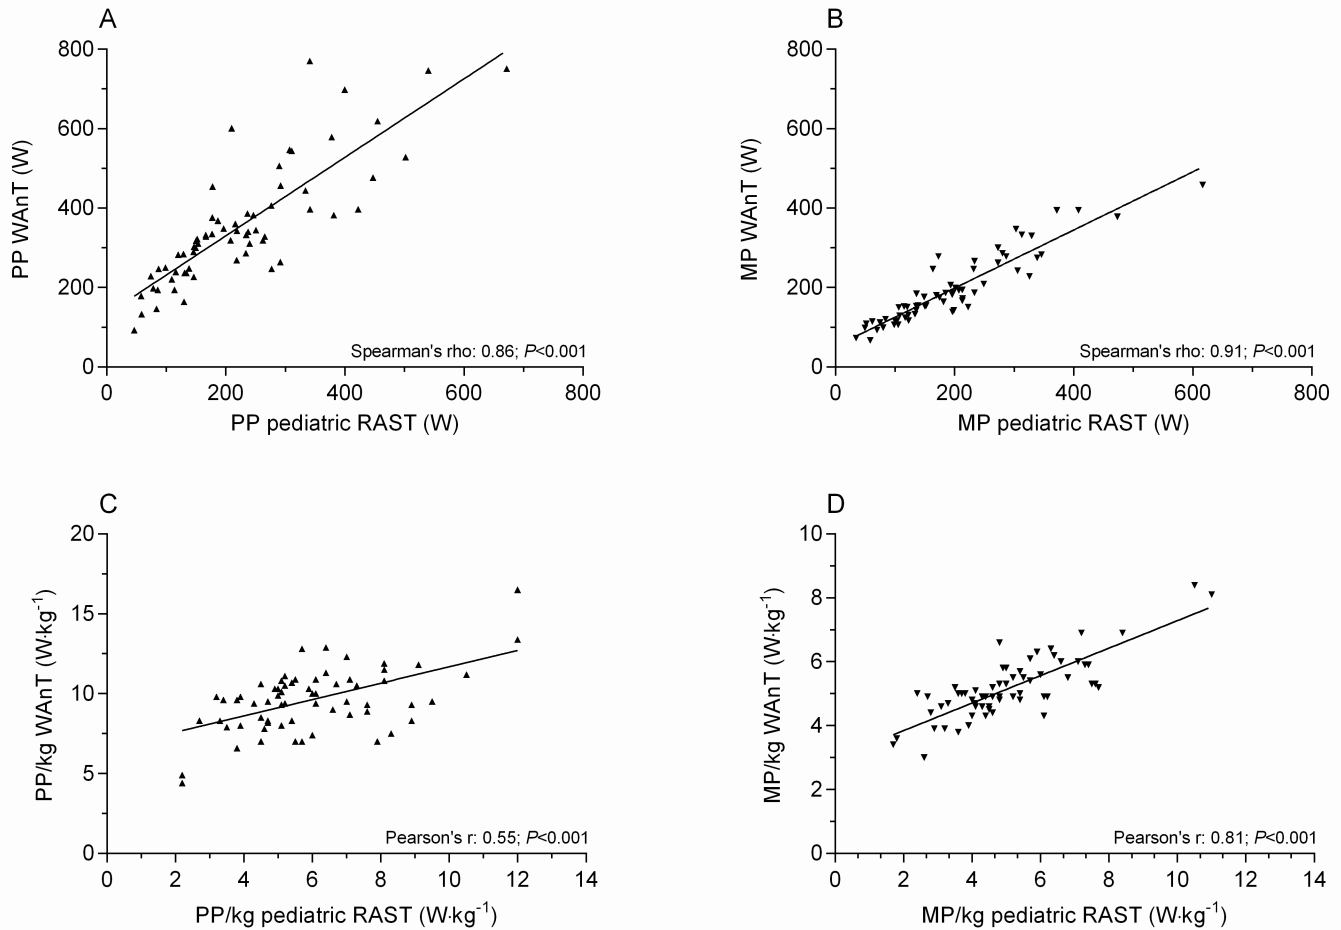 A
PP WAnT (W)
800
600
400
200
0
Spearman's rho: 0.86; P<0.001
0 200 400 600 800
PP pediatric RAST (W)
B
MP WAnT (W)
800
600
400
200
0
Spearman's rho: 0.91; P<0.001
0 200 400 600 800
MP pediatric RAST (W)
C
PP/kg WAnT (W·kg⁻¹)
20
15
10
5
0
Pearson's r: 0.55; P<0.001
0 2 4 6 8 10 12 14
PP/kg pediatric RAST (W·kg⁻¹)
D
MP/kg WAnT (W·kg⁻¹)
10
8
6
4
2
0
Pearson's r: 0.81; P<0.001
0 2 4 6 8 10 12 14
MP/kg pediatric RAST (W·kg⁻¹)